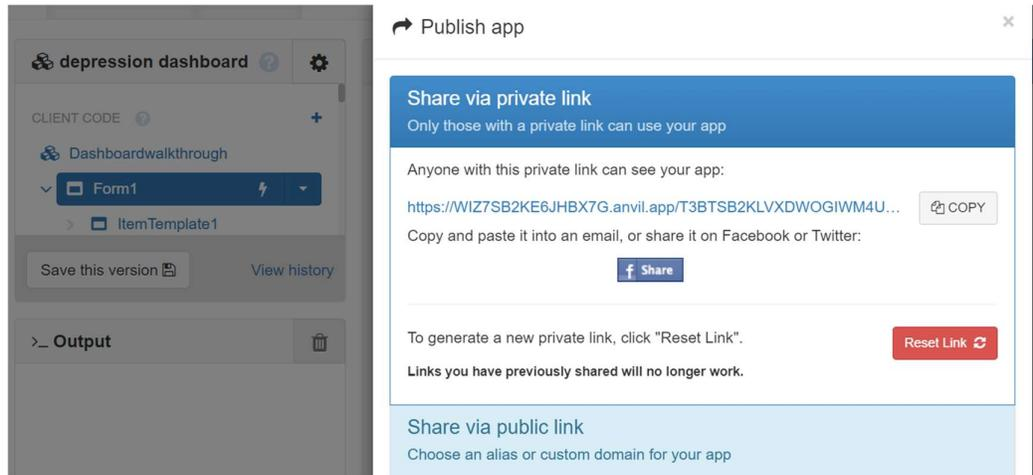 Publish app
×
depression dashboard ?
CLIENT CODE ?
+
Dashboardwalkthrough
Form1
ItemTemplate1
Save this version
View history
>_ Output
Share via private link
Only those with a private link can use your app
Anyone with this private link can see your app:
https://WIZ7SB2KE6JHBX7G.anvil.app/T3BTSB2KLVXDWOGIWM4U...
COPY
Copy and paste it into an email, or share it on Facebook or Twitter:
f Share
To generate a new private link, click "Reset Link".
Reset Link
Links you have previously shared will no longer work.
Share via public link
Choose an alias or custom domain for your app